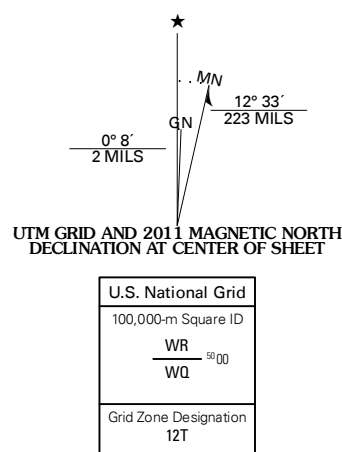 ★
MN
GN
12° 33´
223 MILS
0° 8´
2 MILS
UTM GRID AND 2011 MAGNETIC NORTH
DECLINATION AT CENTER OF SHEET
U.S. National Grid
100,000-m Square ID
WR
5000
WQ
Grid Zone Designation
12T